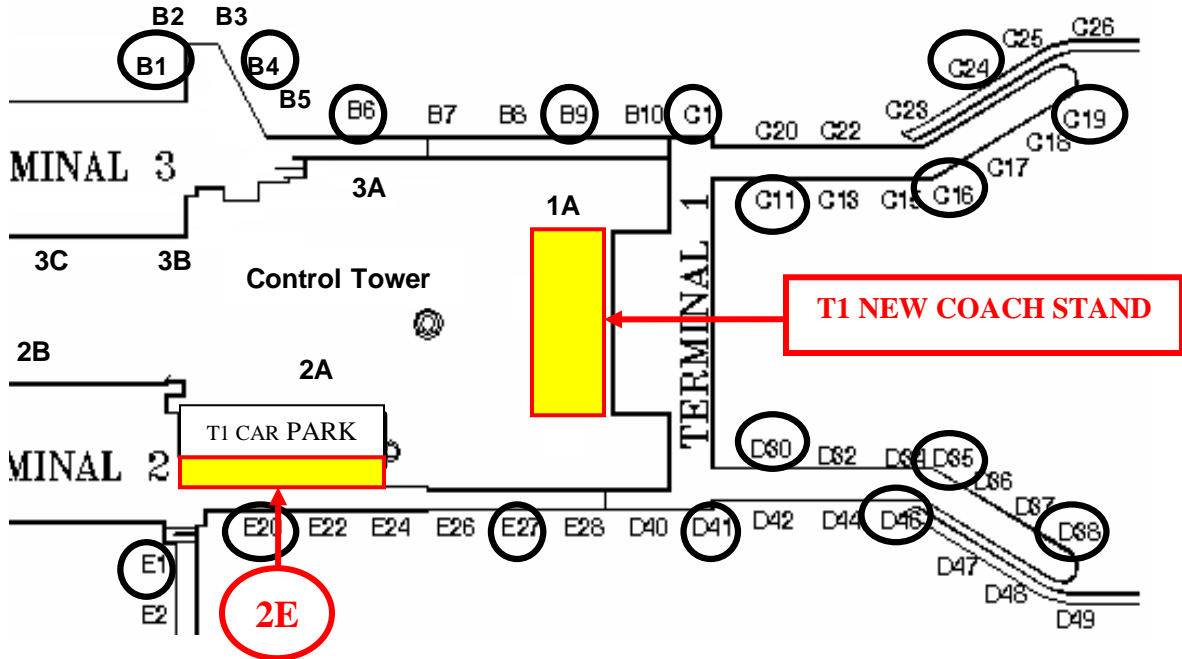 B2 B3 C26
B1 B4 C25
C24
B5
B6 B7 B8 B9 B10 C1 C23 C19
C20 C22 C18
C17
MINAL 3 3A
1A C11 C13 C15 C16
3C 3B
TERMINAL 1
Control Tower
T1 NEW COACH STAND
2B 2A
T1 CAR PARK
MINAL 2
D30 D32 D34 D35
D36
D37
E20 E22 E24 E26 E27 E28 D40 D41 D42 D44 D46 D38
E1 D47
E2 D48
2E D49